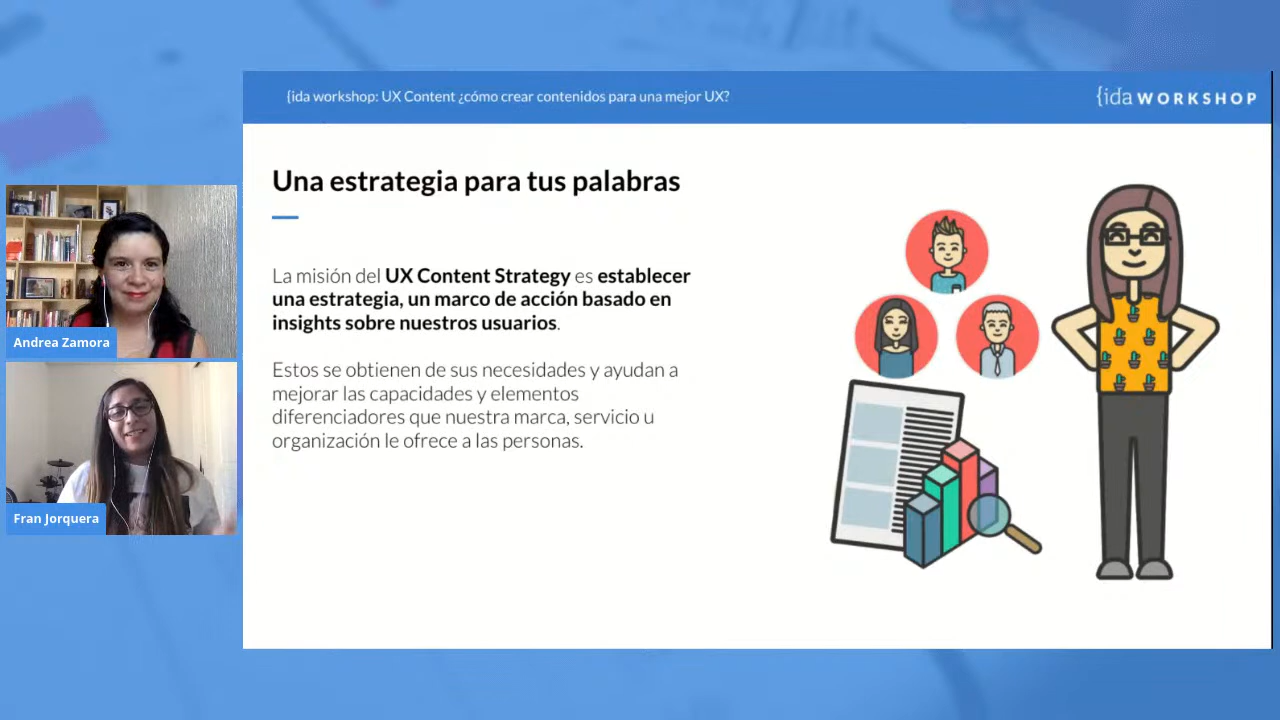 {ida workshop: UX Content ¿cómo crear contenidos para una mejor UX?
{ida WORKSHOP
Una estrategia para tus palabras
La misión del UX Content Strategy es establecer
una estrategia, un marco de acción basado en
insights sobre nuestros usuarios.
Estos se obtienen de sus necesidades y ayudan a
mejorar las capacidades y elementos
diferenciadores que nuestra marca, servicio u
organización le ofrece a las personas.
Andrea Zamora
Fran Jorquera